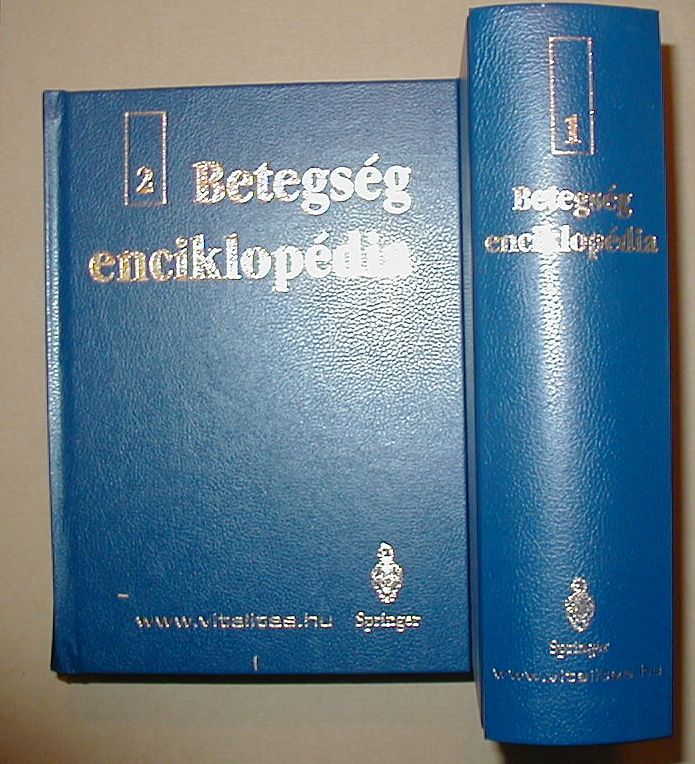 2
Betegség
enciklopédia
www.vitalitas.hu
Springer
1
Betegség
enciklopédia
Springer
www.vitalitas.hu